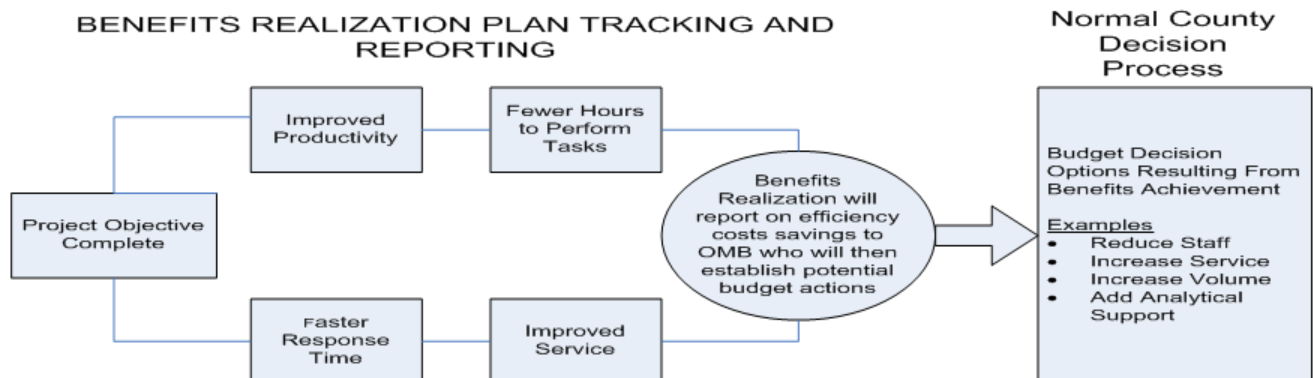 BENEFITS REALIZATION PLAN TRACKING AND
REPORTING
Normal County
Decision
Process
Project Objective
Complete
Improved
Productivity
Fewer Hours
to Perform
Tasks
Faster
Response
Time
Improved
Service
Benefits
Realization will
report on efficiency
costs savings to
OMB who will then
establish potential
budget actions
Budget Decision
Options Resulting From
Benefits Achievement
Examples
• Reduce Staff
• Increase Service
• Increase Volume
• Add Analytical
Support